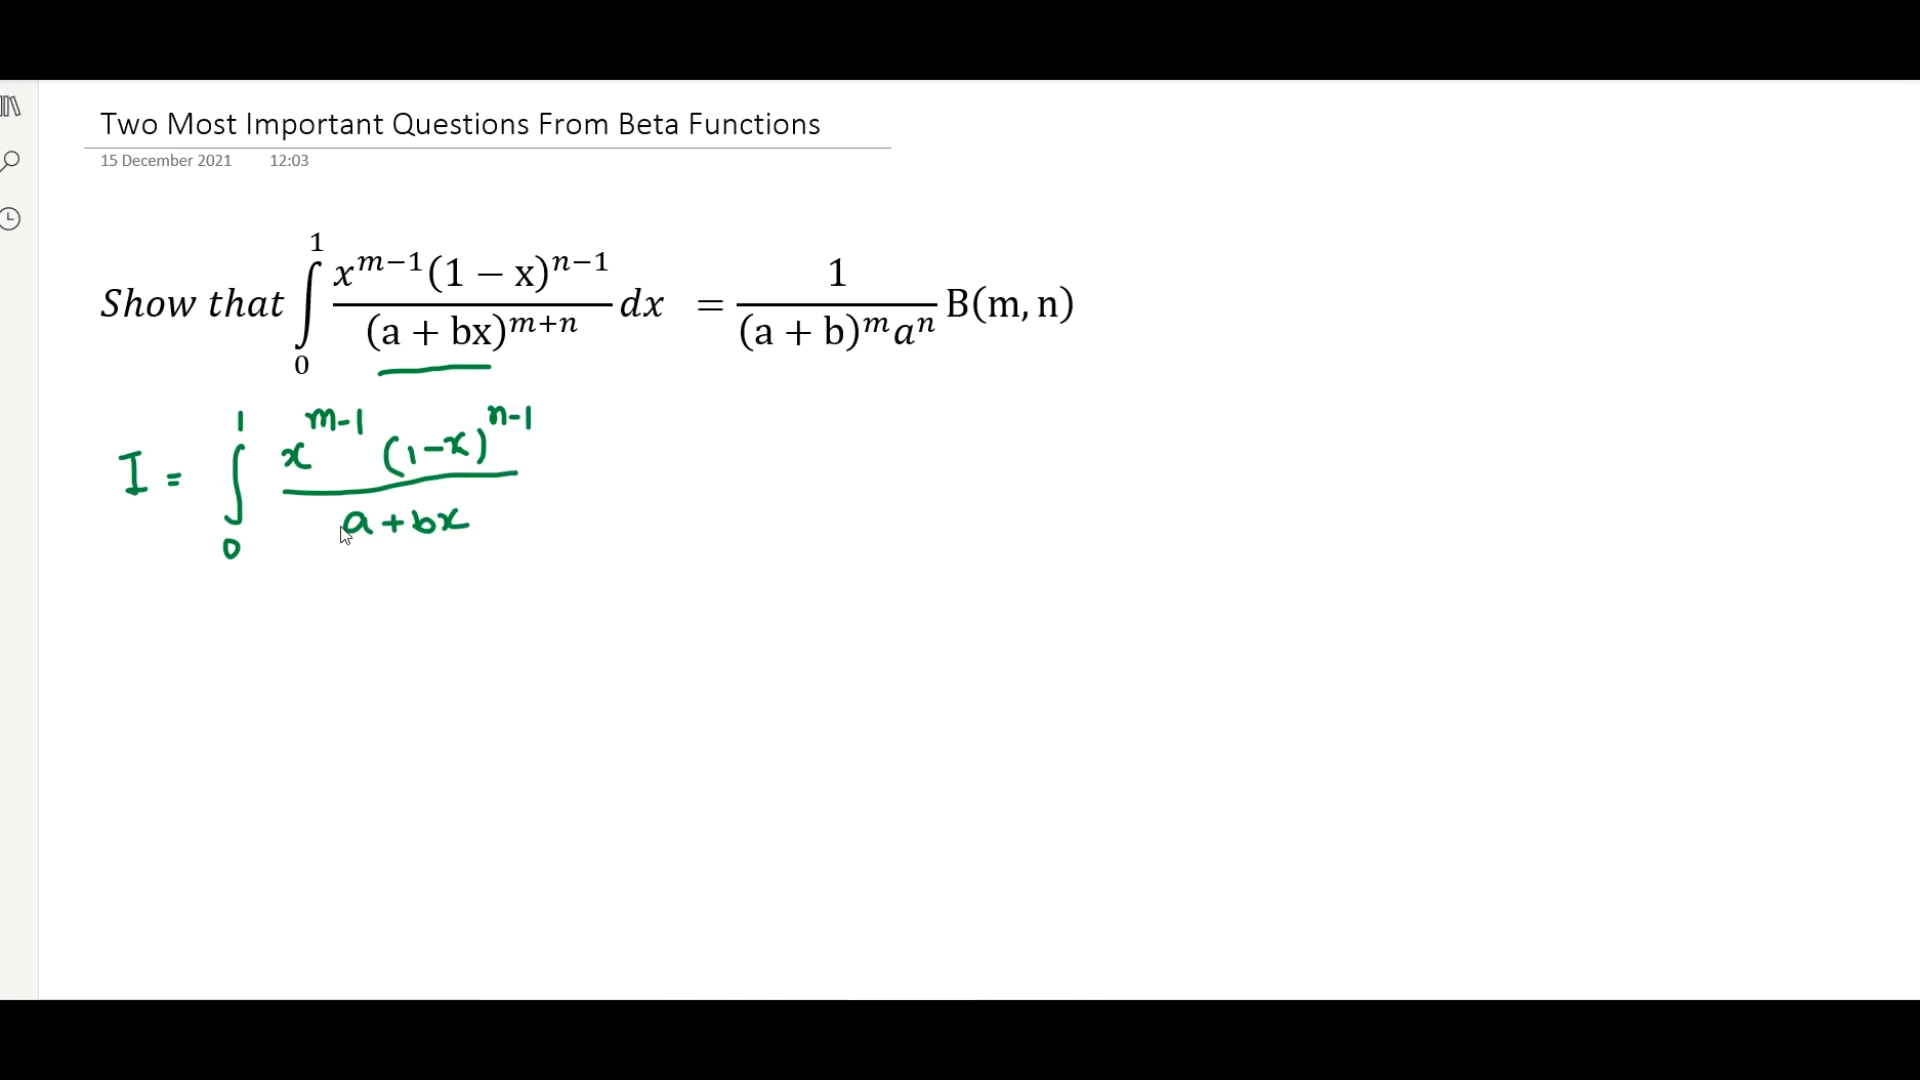 Two Most Important Questions From Beta Functions
15 December 2021 12:03
Show that ∫₀¹ x^{m−1}(1 − x)^{n−1} / (a + bx)^{m+n} dx = 1 / (a + b)^m a^n B(m, n)
I = ∫₀¹ x^{m-1} (1-x)^{n-1} / a+bx